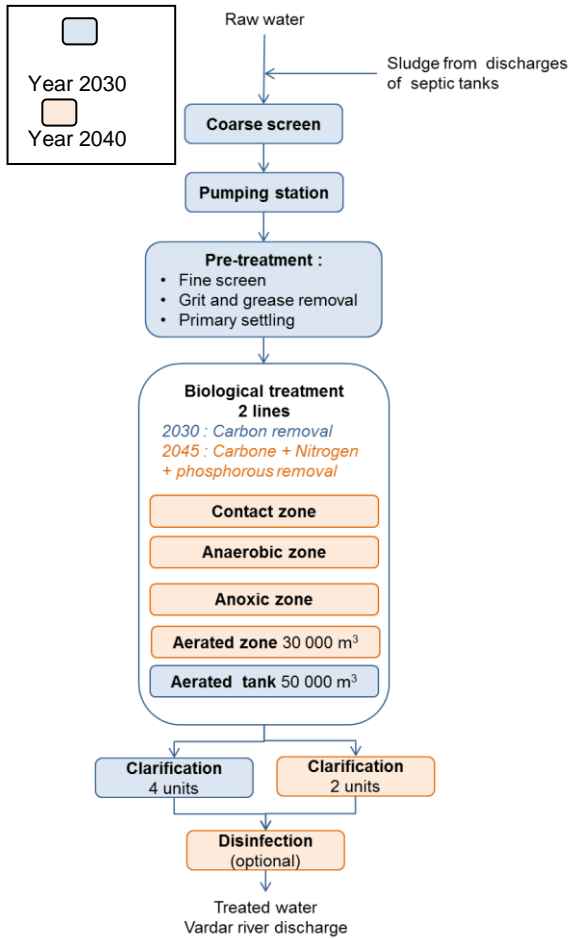 Year 2030
Year 2040
Raw water
Sludge from discharges
of septic tanks
Coarse screen
Pumping station
Pre-treatment :
• Fine screen
• Grit and grease removal
• Primary settling
Biological treatment
2 lines
2030 : Carbon removal
2045 : Carbone + Nitrogen
+ phosphorous removal
Contact zone
Anaerobic zone
Anoxic zone
Aerated zone 30 000 m³
Aerated tank 50 000 m³
Clarification
4 units
Clarification
2 units
Disinfection
(optional)
Treated water
Vardar river discharge